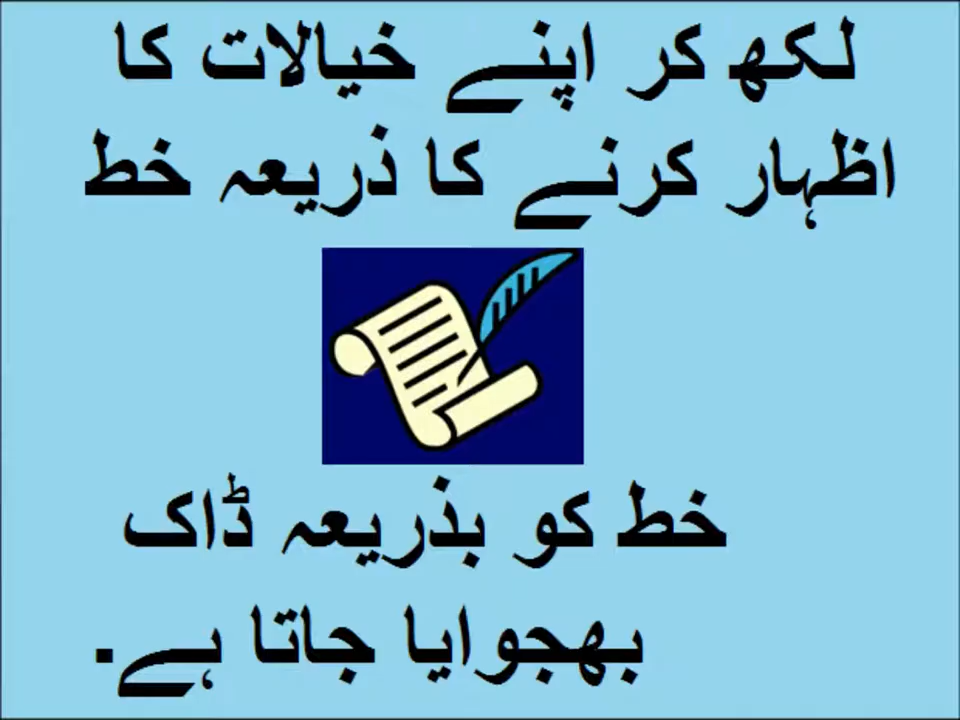 لکھ کر اپنے خیالات کا
اظہار کرنے کا ذریعہ خط
خط کو بذریعہ ڈاک
بھجوایا جاتا ہے۔